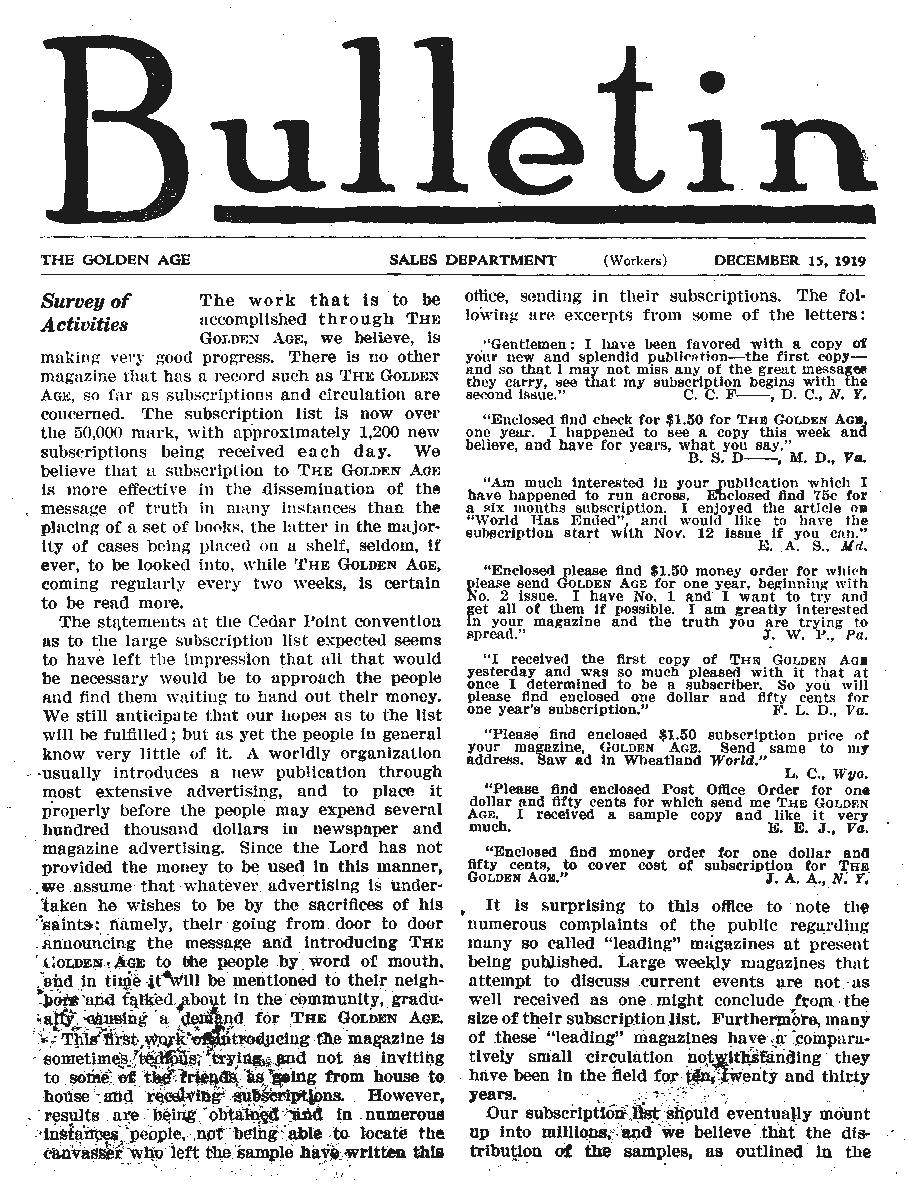 Bulletin
THE GOLDEN AGE SALES DEPARTMENT (Workers) DECEMBER 15, 1919
Survey of
Activities
The work that is to be
accomplished through THE
GOLDEN AGE, we believe, is
making very good progress. There is no other
magazine that has a record such as THE GOLDEN
AGE, so far as subscriptions and circulation are
concerned. The subscription list is now over
the 50,000 mark, with approximately 1,200 new
subscriptions being received each day. We
believe that a subscription to THE GOLDEN AGE
is more effective in the dissemination of the
message of truth in many instances than the
placing of a set of books, the latter in the major-
ity of cases being placed on a shelf, seldom, if
ever, to be looked into, while THE GOLDEN AGE,
coming regularly every two weeks, is certain
to be read more.
The statements at the Cedar Point convention
as to the large subscription list expected seems
to have left the impression that all that would
be necessary would be to approach the people
and find them waiting to hand out their money.
We still anticipate that our hopes as to the list
will be fulfilled; but as yet the people in general
know very little of it. A worldly organization
usually introduces a new publication through
most extensive advertising, and to place it
properly before the people may expend several
hundred thousand dollars in newspaper and
magazine advertising. Since the Lord has not
provided the money to be used in this manner,
we assume that whatever advertising is under-
taken he wishes to be by the sacrifices of his
saints: namely, their going from door to door
announcing the message and introducing THE
GOLDEN AGE to the people by word of mouth,
and in time it will be mentioned to their neigh-
bors and talked about in the community, gradu-
ally causing a demand for THE GOLDEN AGE.
This first work of introducing the magazine is
sometimes tedious, trying, and not as inviting
to some of the friends as going from house to
house and receiving subscriptions. However,
results are being obtained and in numerous
instances people, not being able to locate the
canvasser who left the sample have written this
office, sending in their subscriptions. The fol-
lowing are excerpts from some of the letters:
"Gentlemen: I have been favored with a copy of
your new and splendid publication—the first copy—
and so that I may not miss any of the great messages
they carry, see that my subscription begins with the
second issue." C. C. F——, D. C., N. Y.
"Enclosed find check for $1.50 for THE GOLDEN AGE,
one year. I happened to see a copy this week and
believe, and have for years, what you say."
B. S. D——, M. D., Va.
"Am much interested in your publication which I
have happened to run across. Enclosed find 75c for
a six months subscription. I enjoyed the article on
"World Has Ended", and would like to have the
subscription start with Nov. 12 issue if you can."
E. A. S., Md.
"Enclosed please find $1.50 money order for which
please send GOLDEN AGE for one year, beginning with
No. 2 issue. I have No. 1 and I want to try and
get all of them if possible. I am greatly interested
in your magazine and the truth you are trying to
spread." J. W. P., Pa.
"I received the first copy of THE GOLDEN AGE
yesterday and was so much pleased with it that at
once I determined to be a subscriber. So you will
please find enclosed one dollar and fifty cents for
one year's subscription." F. L. D., Va.
"Please find enclosed $1.50 subscription price of
your magazine, GOLDEN AGE. Send same to my
address. Saw ad in Wheatland World."
L. C., Wyo.
"Please find enclosed Post Office Order for one
dollar and fifty cents for which send me THE GOLDEN
AGE. I received a sample copy and like it very
much. E. E. J., Va.
"Enclosed find money order for one dollar and
fifty cents, to cover cost of subscription for THE
GOLDEN AGE." J. A. A., N. Y.
It is surprising to this office to note the
numerous complaints of the public regarding
many so called "leading" magazines at present
being published. Large weekly magazines that
attempt to discuss current events are not as
well received as one might conclude from the
size of their subscription list. Furthermore, many
of these "leading" magazines have a compara-
tively small circulation notwithstanding they
have been in the field for ten, twenty and thirty
years.
Our subscription list should eventually mount
up into millions, and we believe that the dis-
tribution of the samples, as outlined in the